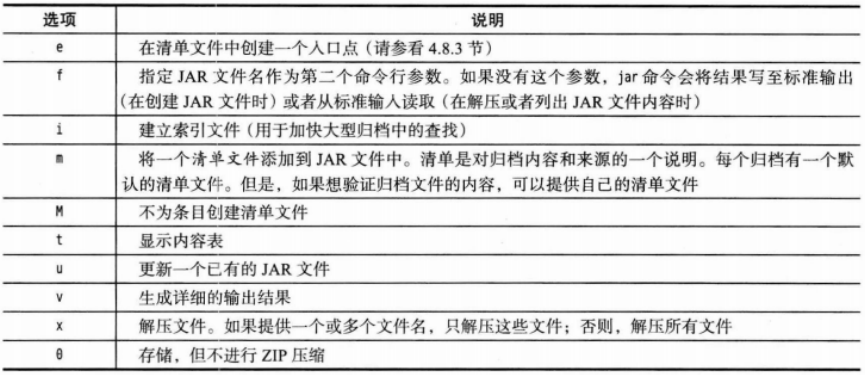 选项 说明
e 在清单文件中创建一个入口点（请参看 4.8.3 节）
f 指定 JAR 文件名作为第二个命令行参数。如果没有这个参数，jar 命令会将结果写至标准输出
（在创建 JAR 文件时）或者从标准输入读取（在解压或者列出 JAR 文件内容时）
i 建立索引文件（用于加快大型归档中的查找）
m 将一个清单文件添加到 JAR 文件中。清单是对归档内容和来源的一个说明。每个归档有一个默
认的清单文件。但是，如果想验证归档文件的内容，可以提供自己的清单文件
M 不为条目创建清单文件
t 显示内容表
u 更新一个已有的 JAR 文件
v 生成详细的输出结果
x 解压文件。如果提供一个或多个文件名，只解压这些文件；否则，解压所有文件
0 存储，但不进行 ZIP 压缩